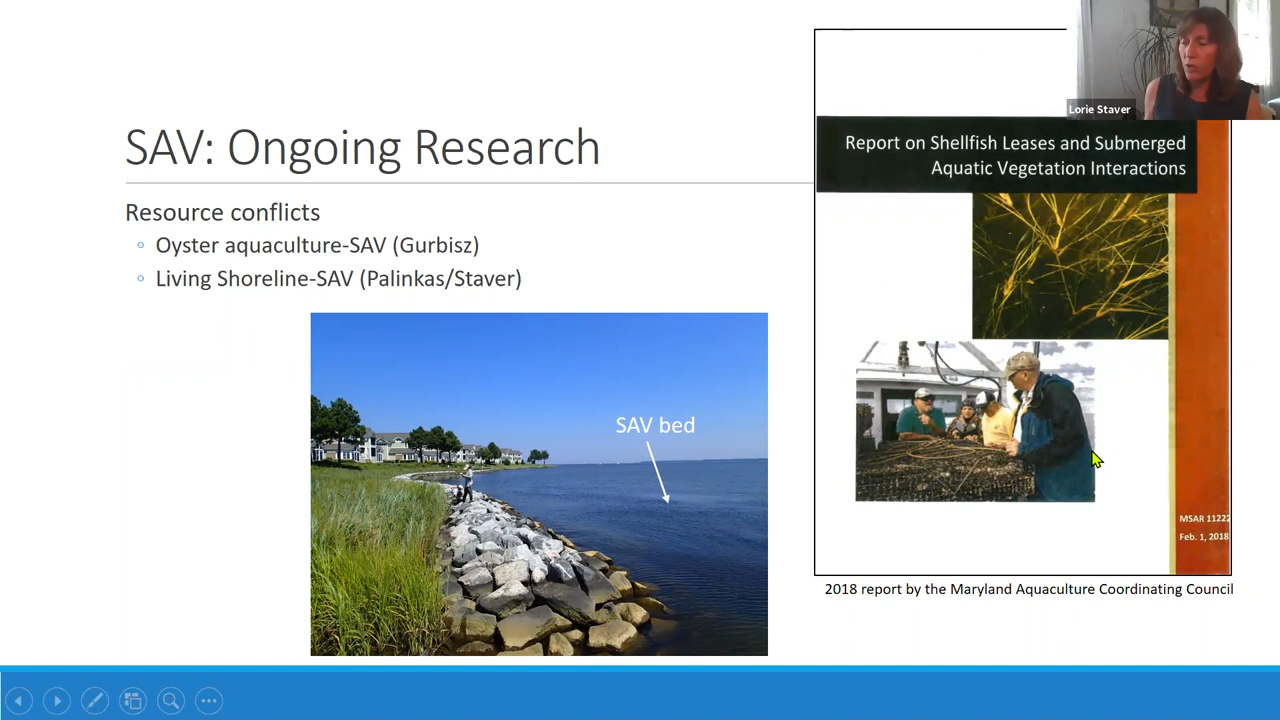 Lorie Staver
SAV: Ongoing Research
Resource conflicts
Oyster aquaculture-SAV (Gurbisz)
Living Shoreline-SAV (Palinkas/Staver)
SAV bed
Report on Shellfish Leases and Submerged
Aquatic Vegetation Interactions
MSAR 11222
Feb. 1, 2018
2018 report by the Maryland Aquaculture Coordinating Council